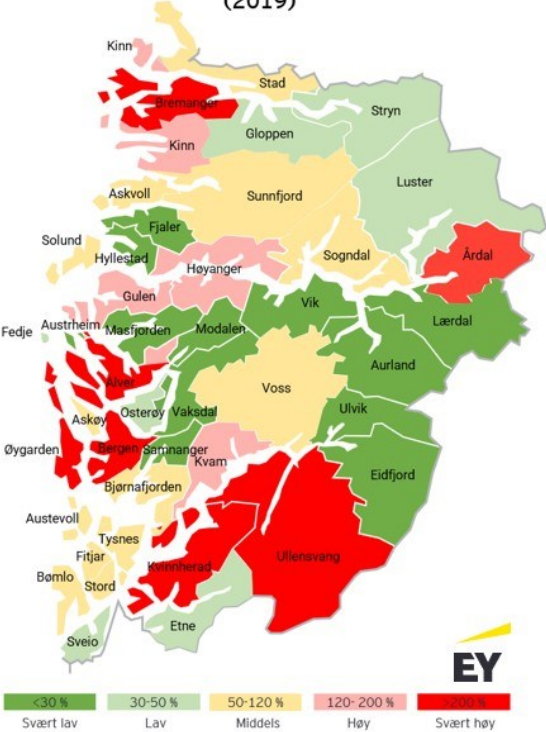 (2019)
Kinn
Stad
Bremanger
Stryn
Gloppen
Kinn
Luster
Askvoll
Sunnfjord
Fjaler
Solund
Hyllestad
Sogndal
Årdal
Høyanger
Gulen
Vik
Lærdal
Fedje
Austrheim
Masfjorden
Modalen
Aurland
Alver
Voss
Askøy
Osterøy
Vaksdal
Ulvik
Øygarden
Bergen
Samnanger
Kvam
Eidfjord
Bjørnafjorden
Austevoll
Tysnes
Fitjar
Ullensvang
Bømlo
Stord
Kvinnherad
Etne
Sveio
EY
<30 % 30-50 % 50-120 % 120- 200 % >200 %
Svært lav Lav Middels Høy Svært høy